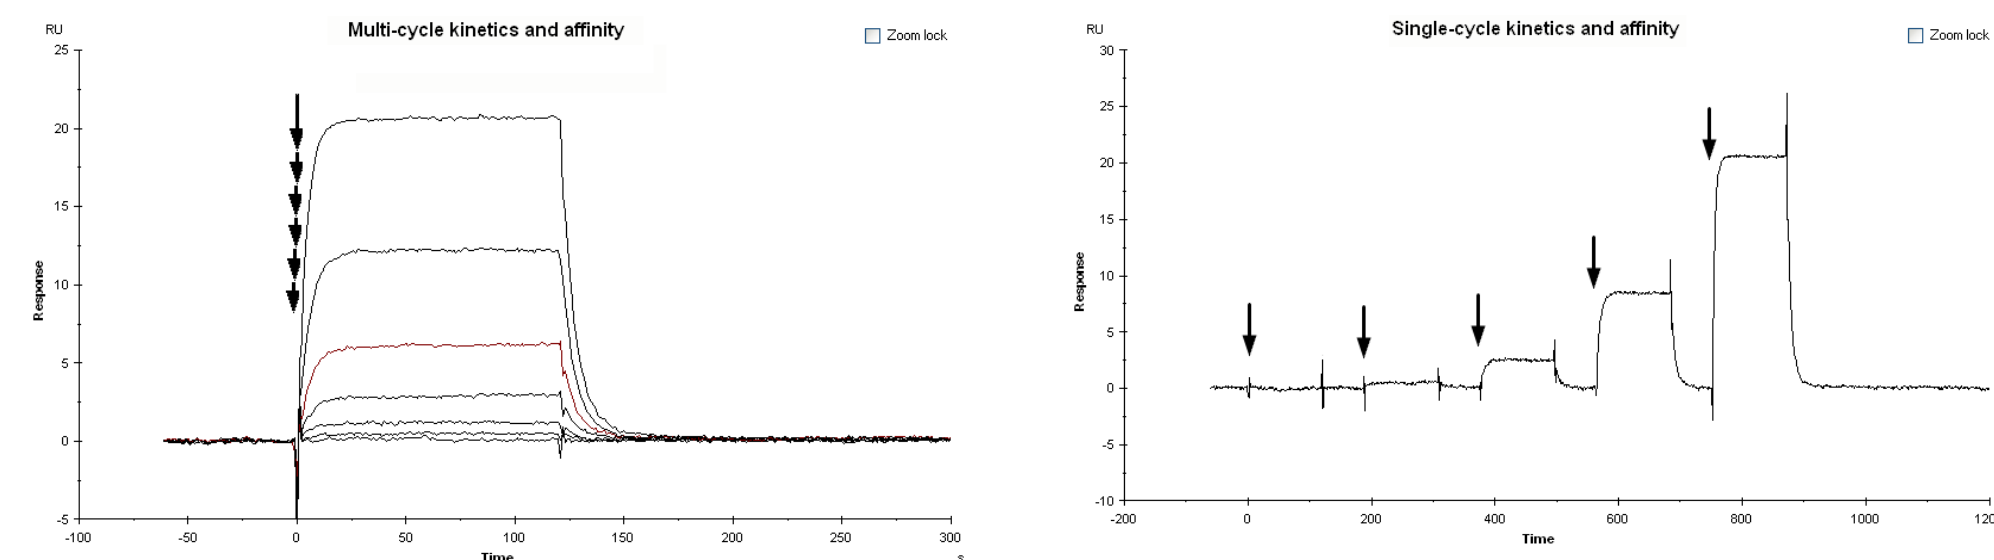 Multi-cycle kinetics and affinity
Zoom lock
RU
25
20
15
10
5
0
-5
Response
-100 -50 0 50 100 150 200 250 300
Time
s
Single-cycle kinetics and affinity
Zoom lock
RU
30
25
20
15
10
5
0
-5
-10
Response
-200 0 200 400 600 800 1000 120
Time